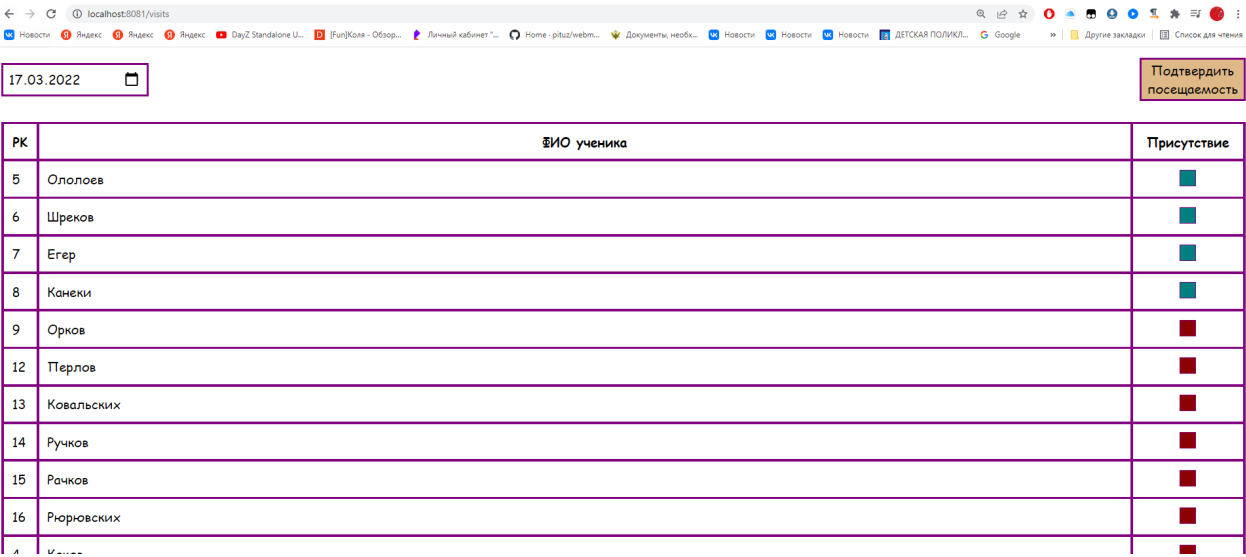 localhost:8081/visits
Новости Яндекс Яндекс Яндекс DayZ Standalone U... [Fun]Коля - Обзор... Личный кабинет "... Home · pituz/webm... Документы, необх... Новости Новости Новости ДЕТСКАЯ ПОЛИКЛ... Google » Другие закладки Список для чтения
17.03.2022
Подтвердить
посещаемость
РК ФИО ученика Присутствие
5 Ололоев
6 Шреков
7 Егер
8 Канеки
9 Орков
12 Перлов
13 Ковальских
14 Ручков
15 Рачков
16 Рюрювских